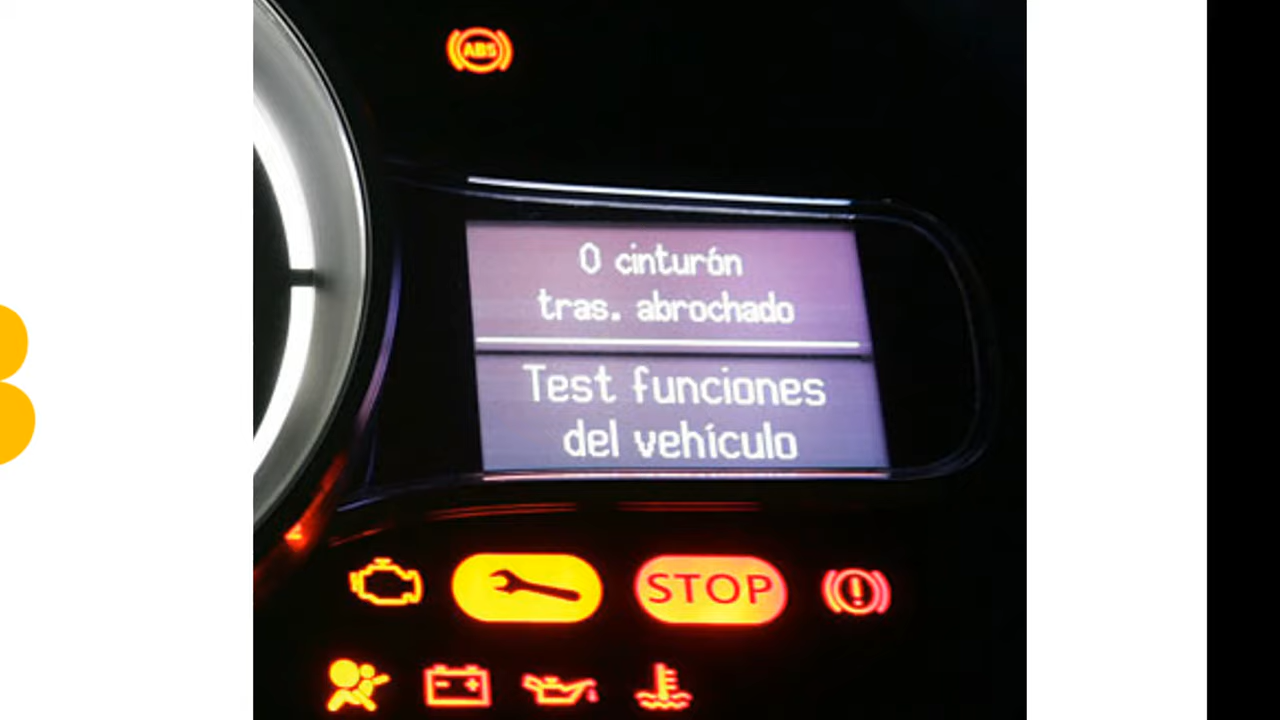 ABS
0 cinturón
tras. abrochado
Test funciones
del vehículo
STOP